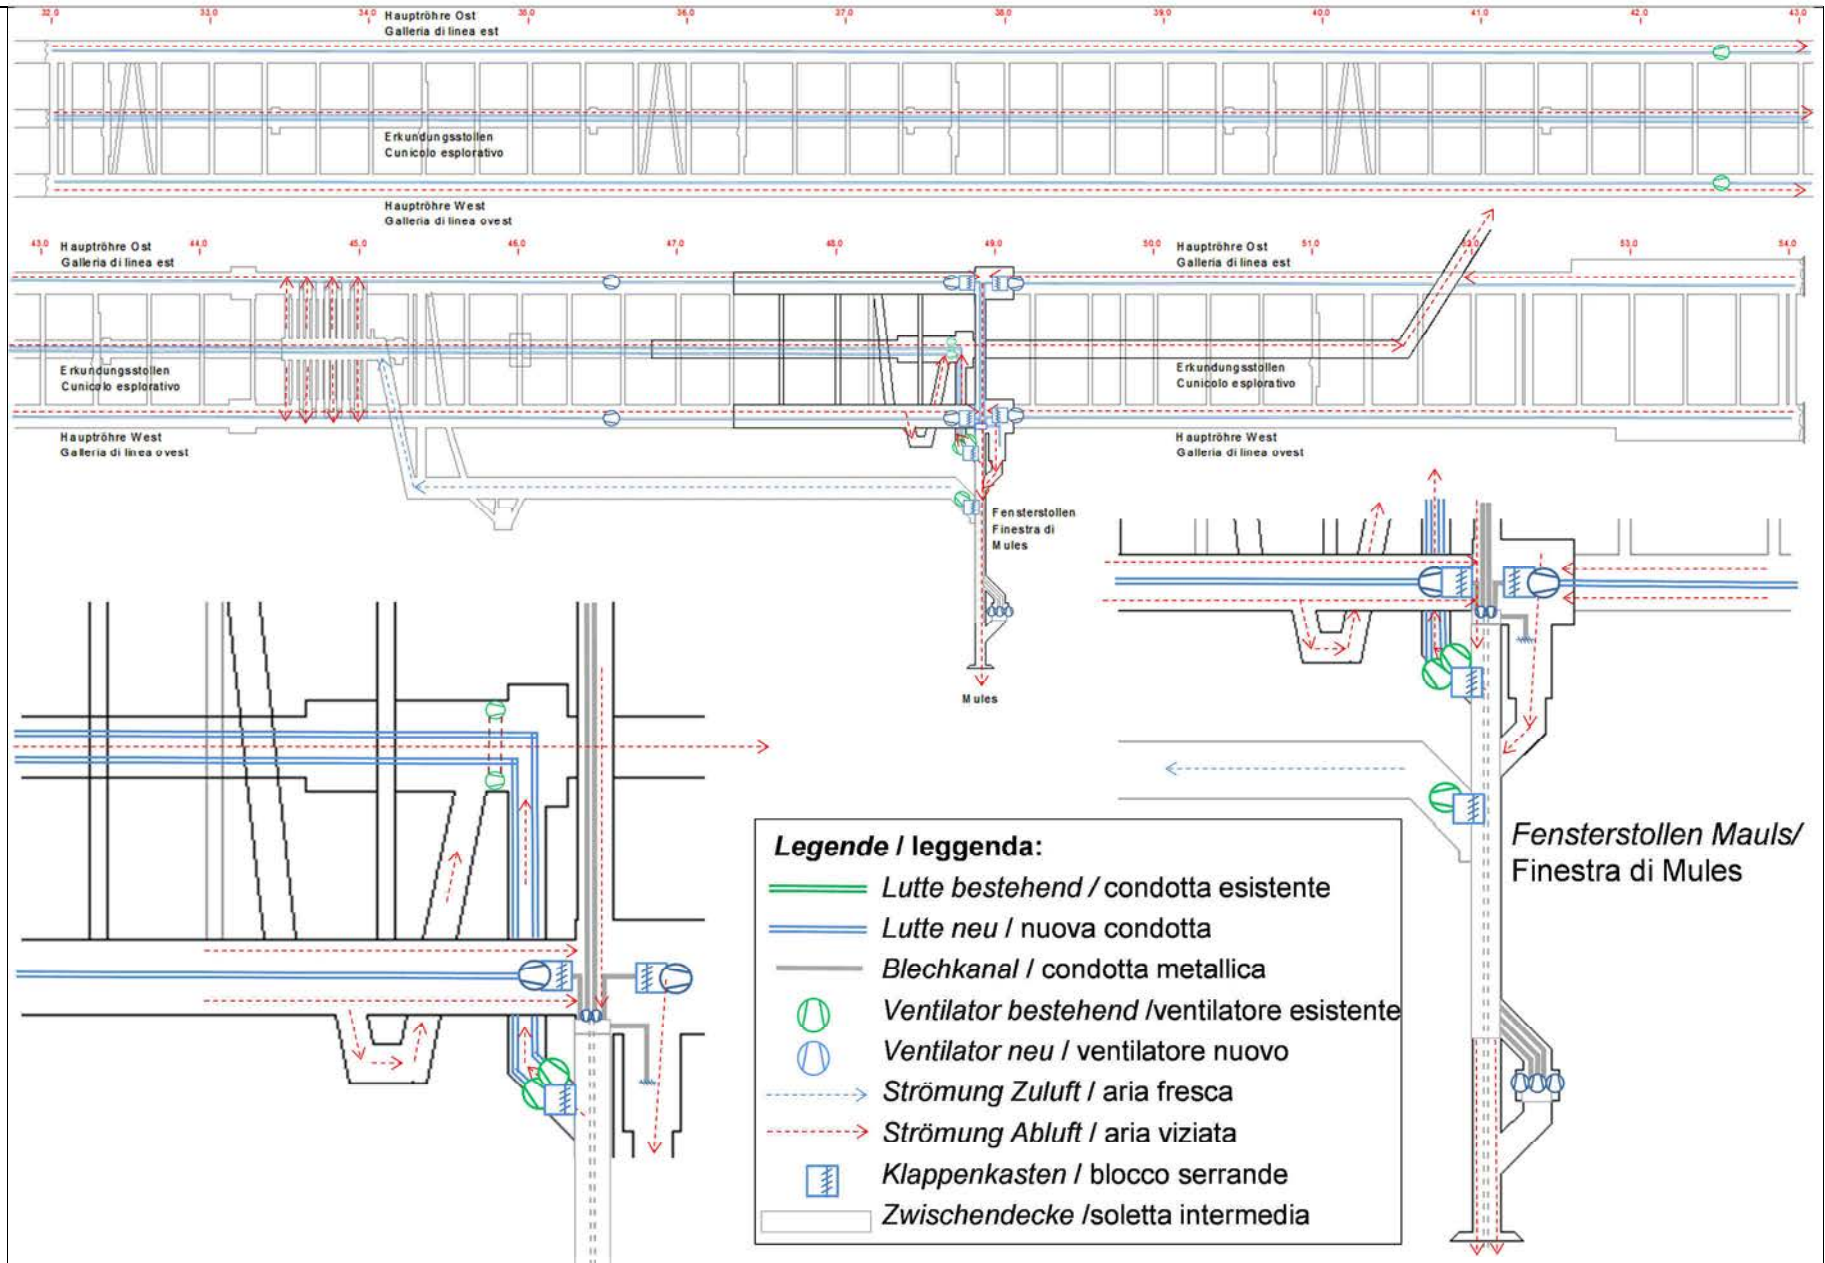 32.0 33.0 34.0 35.0 36.0 37.0 38.0 39.0 40.0 41.0 42.0 43.0
Hauptröhre Ost
Galleria di linea est
Erkundungsstollen
Cunicolo esplorativo
Hauptröhre West
Galleria di linea ovest
43.0 44.0 45.0 46.0 47.0 48.0 49.0 50.0 51.0 52.0 53.0 54.0
Hauptröhre Ost
Galleria di linea est
Hauptröhre Ost
Galleria di linea est
Erkundungsstollen
Cunicolo esplorativo
Erkundungsstollen
Cunicolo esplorativo
Hauptröhre West
Galleria di linea ovest
Hauptröhre West
Galleria di linea ovest
Fensterstollen
Finestra di
Mules
Mules
Fensterstollen Mauls/
Finestra di Mules
Legende / leggenda:
Lutte bestehend / condotta esistente
Lutte neu / nuova condotta
Blechkanal / condotta metallica
Ventilator bestehend /ventilatore esistente
Ventilator neu / ventilatore nuovo
Strömung Zuluft / aria fresca
Strömung Abluft / aria viziata
Klappenkasten / blocco serrande
Zwischendecke /soletta intermedia